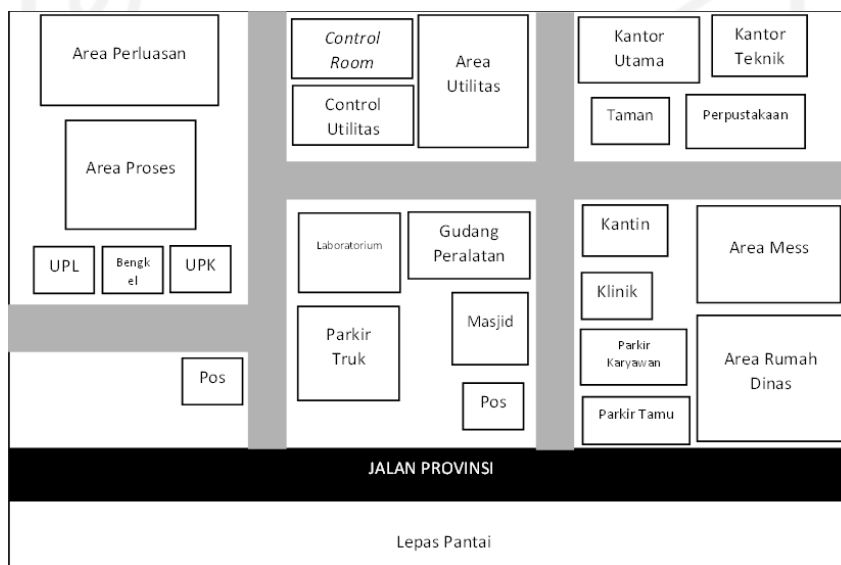 Area Perluasan
Area Proses
UPL
Bengk
el
UPK
Pos
Control
Room
Control
Utilitas
Area
Utilitas
Laboratorium
Gudang
Peralatan
Parkir
Truk
Masjid
Pos
Kantor
Utama
Kantor
Teknik
Taman
Perpustakaan
Kantin
Area Mess
Klinik
Parkir
Karyawan
Area Rumah
Dinas
Parkir Tamu
JALAN PROVINSI
Lepas Pantai